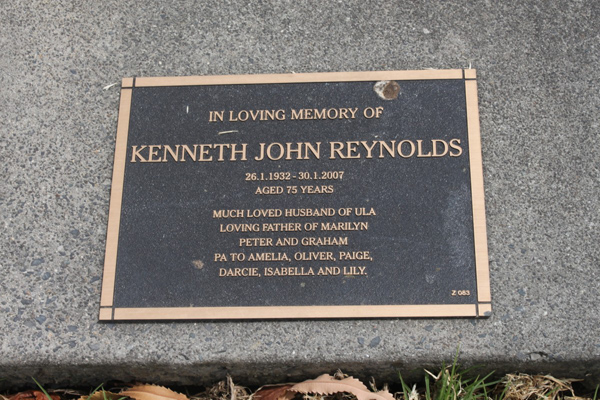 IN LOVING MEMORY OF
KENNETH JOHN REYNOLDS
26.1.1932 - 30.1.2007
AGED 75 YEARS
MUCH LOVED HUSBAND OF ULA
LOVING FATHER OF MARILYN
PETER AND GRAHAM
PA TO AMELIA, OLIVER, PAIGE,
DARCIE, ISABELLA AND LILY.
Z 083